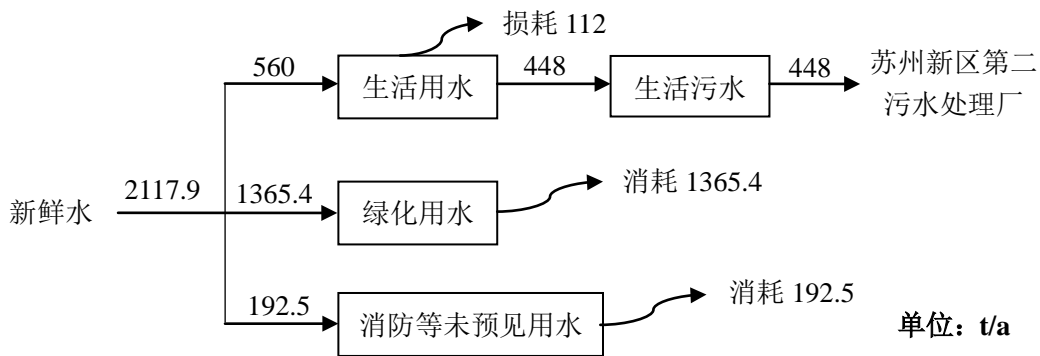 损耗 112
560
生活用水
448
生活污水
448
苏州新区第二
污水处理厂
新鲜水
2117.9
1365.4
绿化用水
消耗 1365.4
192.5
消防等未预见用水
消耗 192.5
单位：t/a